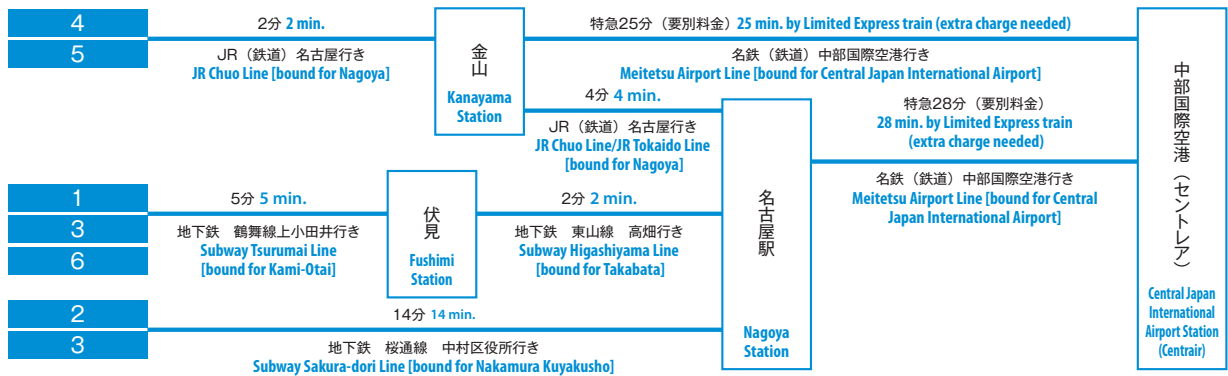 4
5
2分 2 min.
JR（鉄道）名古屋行き
JR Chuo Line [bound for Nagoya]
金山
Kanayama
Station
特急25分（要別料金）25 min. by Limited Express train (extra charge needed)
名鉄（鉄道）中部国際空港行き
Meitetsu Airport Line [bound for Central Japan International Airport]
4分 4 min.
JR（鉄道）名古屋行き
JR Chuo Line/JR Tokaido Line
[bound for Nagoya]
1
3
6
5分 5 min.
地下鉄　鶴舞線上小田井行き
Subway Tsurumai Line
[bound for Kami-Otai]
伏見
Fushimi
Station
2分 2 min.
地下鉄　東山線　高畑行き
Subway Higashiyama Line
[bound for Takabata]
2
3
14分 14 min.
地下鉄　桜通線　中村区役所行き
Subway Sakura-dori Line [bound for Nakamura Kuyakusho]
名古屋駅
Nagoya
Station
特急28分（要別料金）
28 min. by Limited Express train
(extra charge needed)
名鉄（鉄道）中部国際空港行き
Meitetsu Airport Line [bound for Central
Japan International Airport]
中部国際空港（セントレア）
Central Japan
International
Airport Station
(Centrair)